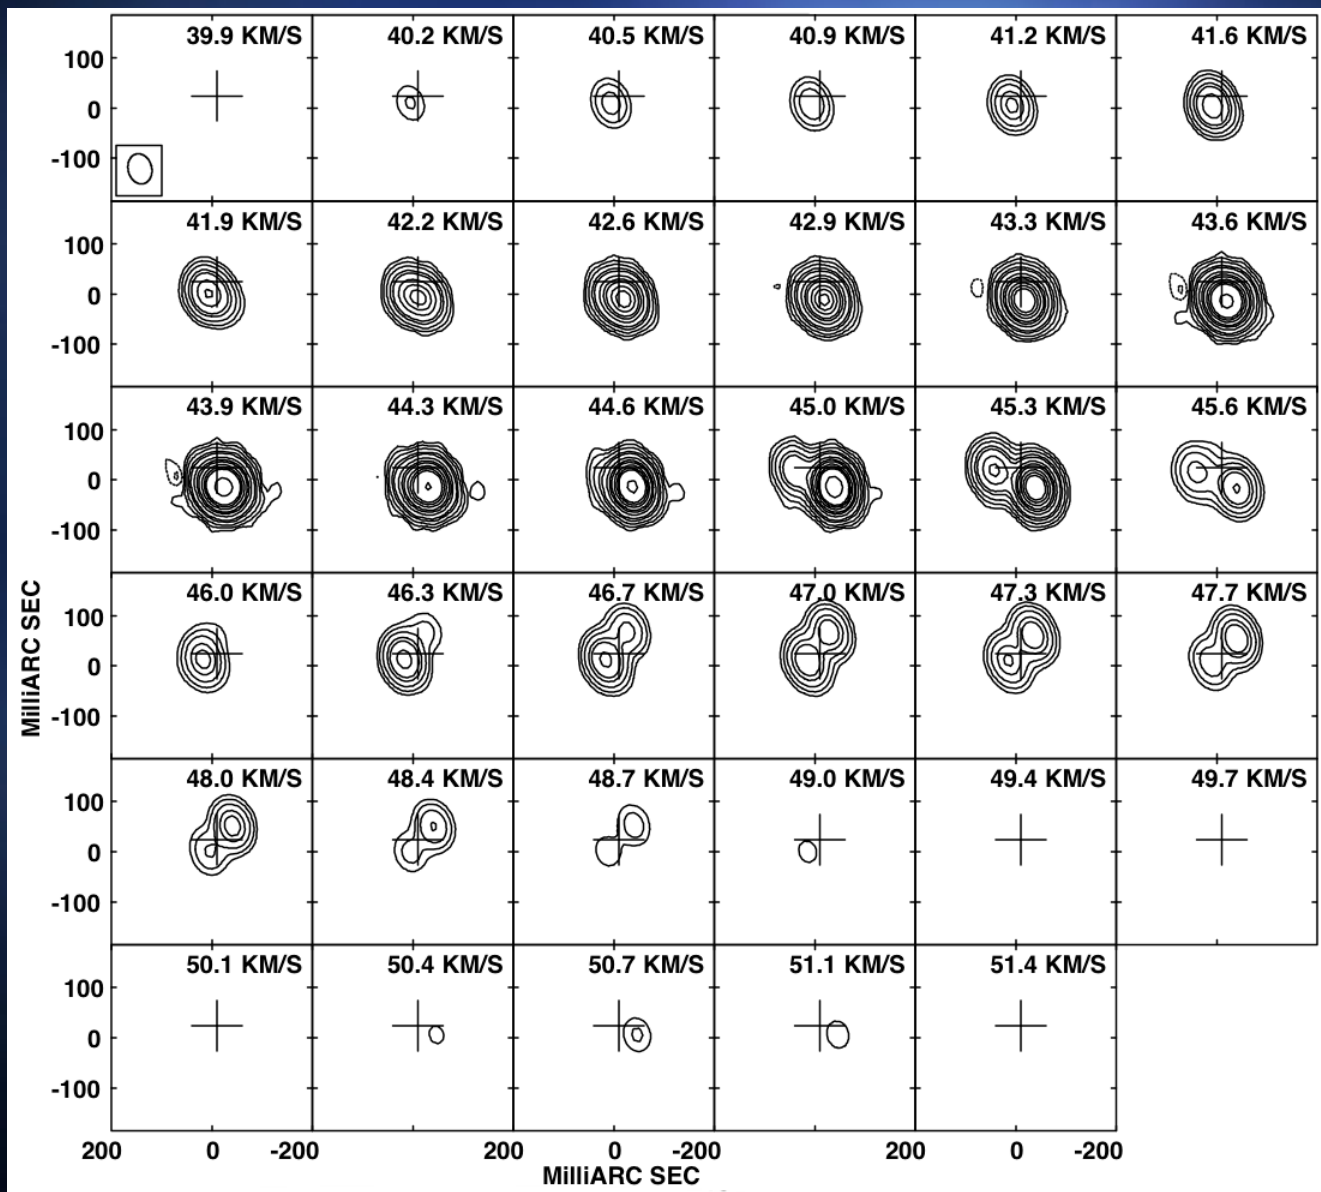 39.9 KM/S 40.2 KM/S 40.5 KM/S 40.9 KM/S 41.2 KM/S 41.6 KM/S
100
0
-100
41.9 KM/S 42.2 KM/S 42.6 KM/S 42.9 KM/S 43.3 KM/S 43.6 KM/S
100
0
-100
43.9 KM/S 44.3 KM/S 44.6 KM/S 45.0 KM/S 45.3 KM/S 45.6 KM/S
100
0
-100
MilliARC SEC
46.0 KM/S 46.3 KM/S 46.7 KM/S 47.0 KM/S 47.3 KM/S 47.7 KM/S
100
0
-100
48.0 KM/S 48.4 KM/S 48.7 KM/S 49.0 KM/S 49.4 KM/S 49.7 KM/S
100
0
-100
50.1 KM/S 50.4 KM/S 50.7 KM/S 51.1 KM/S 51.4 KM/S
100
0
-100
200 0 -200 200 0 -200 200 0 -200
MilliARC SEC